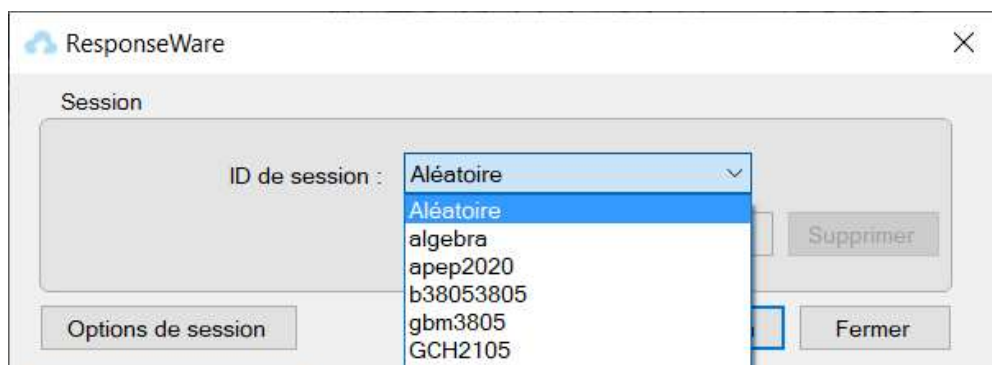 ResponseWare
Session
ID de session : Aléatoire
Aléatoire
algebra
Supprimer
apep2020
b38053805
gbm3805
Options de session
Fermer
GCH2105